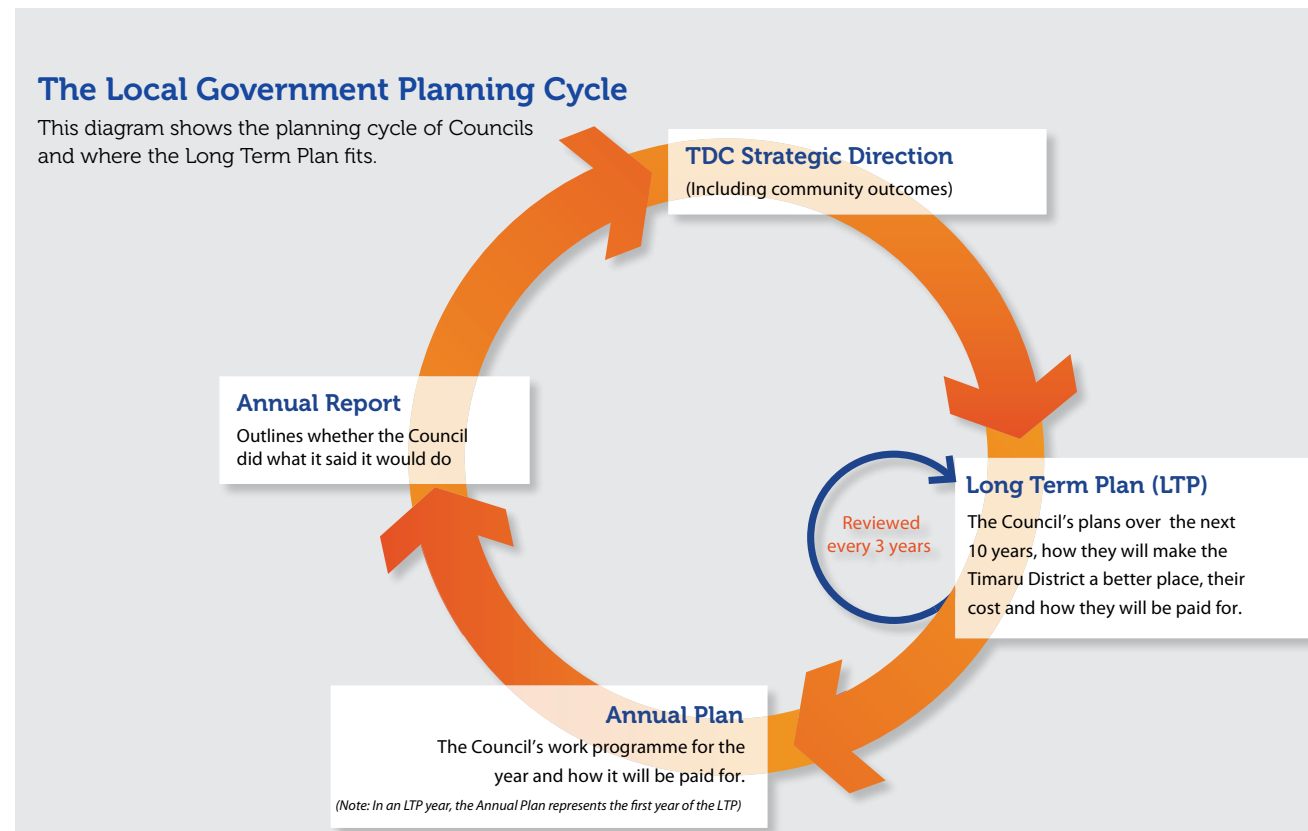 The Local Government Planning Cycle
This diagram shows the planning cycle of Councils
and where the Long Term Plan fits.
TDC Strategic Direction
(Including community outcomes)
Long Term Plan (LTP)
The Council’s plans over the next
10 years, how they will make the
Timaru District a better place, their
cost and how they will be paid for.
Reviewed
every 3 years
Annual Plan
The Council’s work programme for the
year and how it will be paid for.
(Note: In an LTP year, the Annual Plan represents the first year of the LTP)
Annual Report
Outlines whether the Council
did what it said it would do